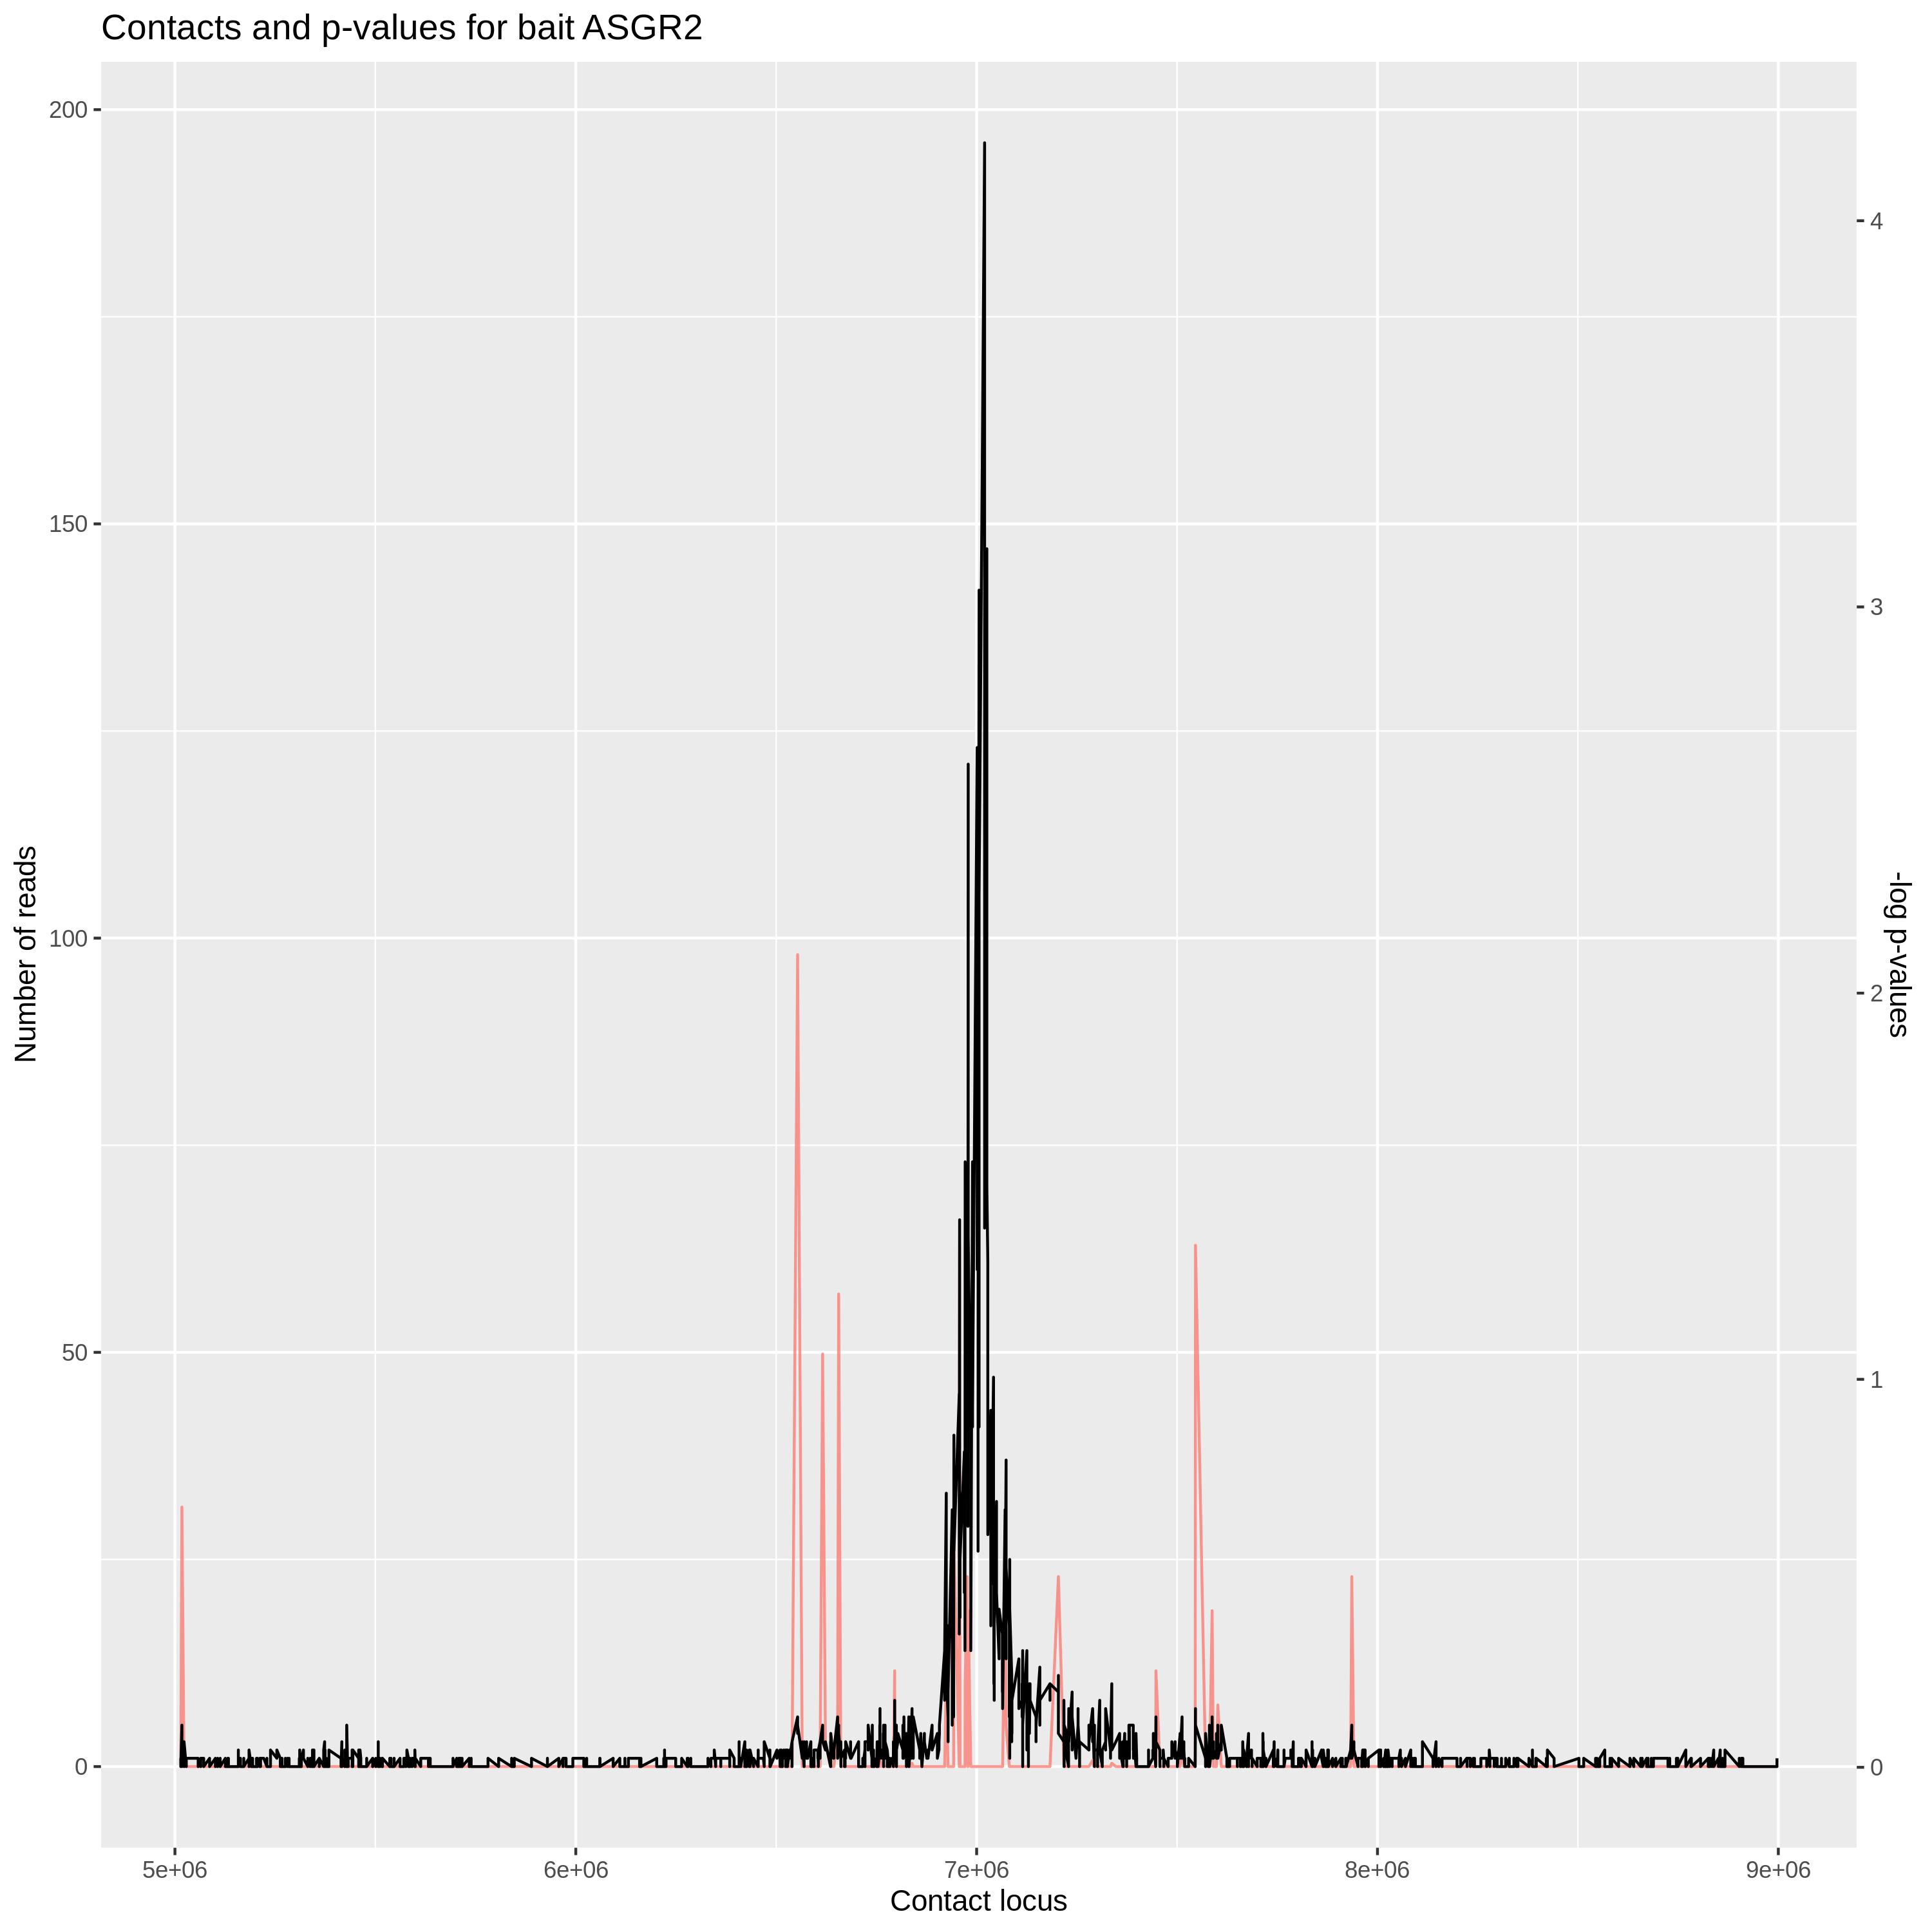 Contacts and p-values for bait ASGR2
200
150
100
50
0
Number of reads
4
3
2
1
0
-log p-values
5e+06
6e+06
7e+06
8e+06
9e+06
Contact locus